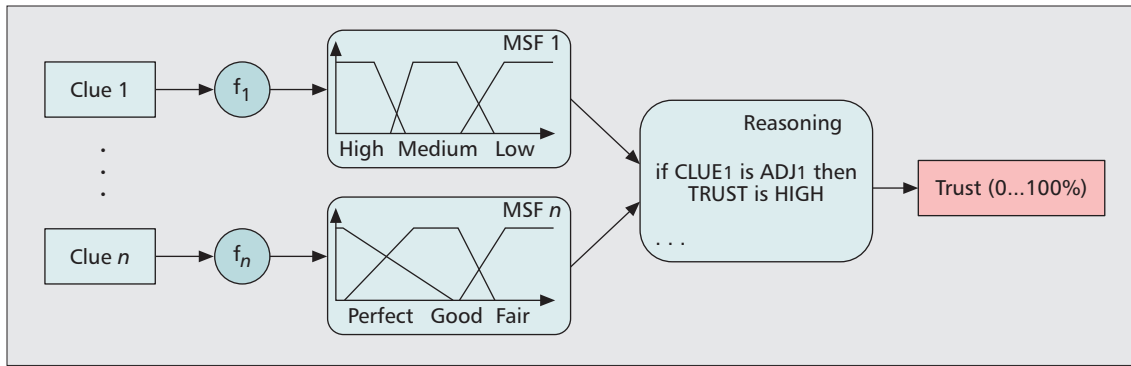 MSF 1
Clue 1
f1
High Medium Low
Reasoning
if CLUE1 is ADJ1 then
TRUST is HIGH
. . .
Trust (0...100%)
MSF n
Clue n
fn
Perfect Good Fair